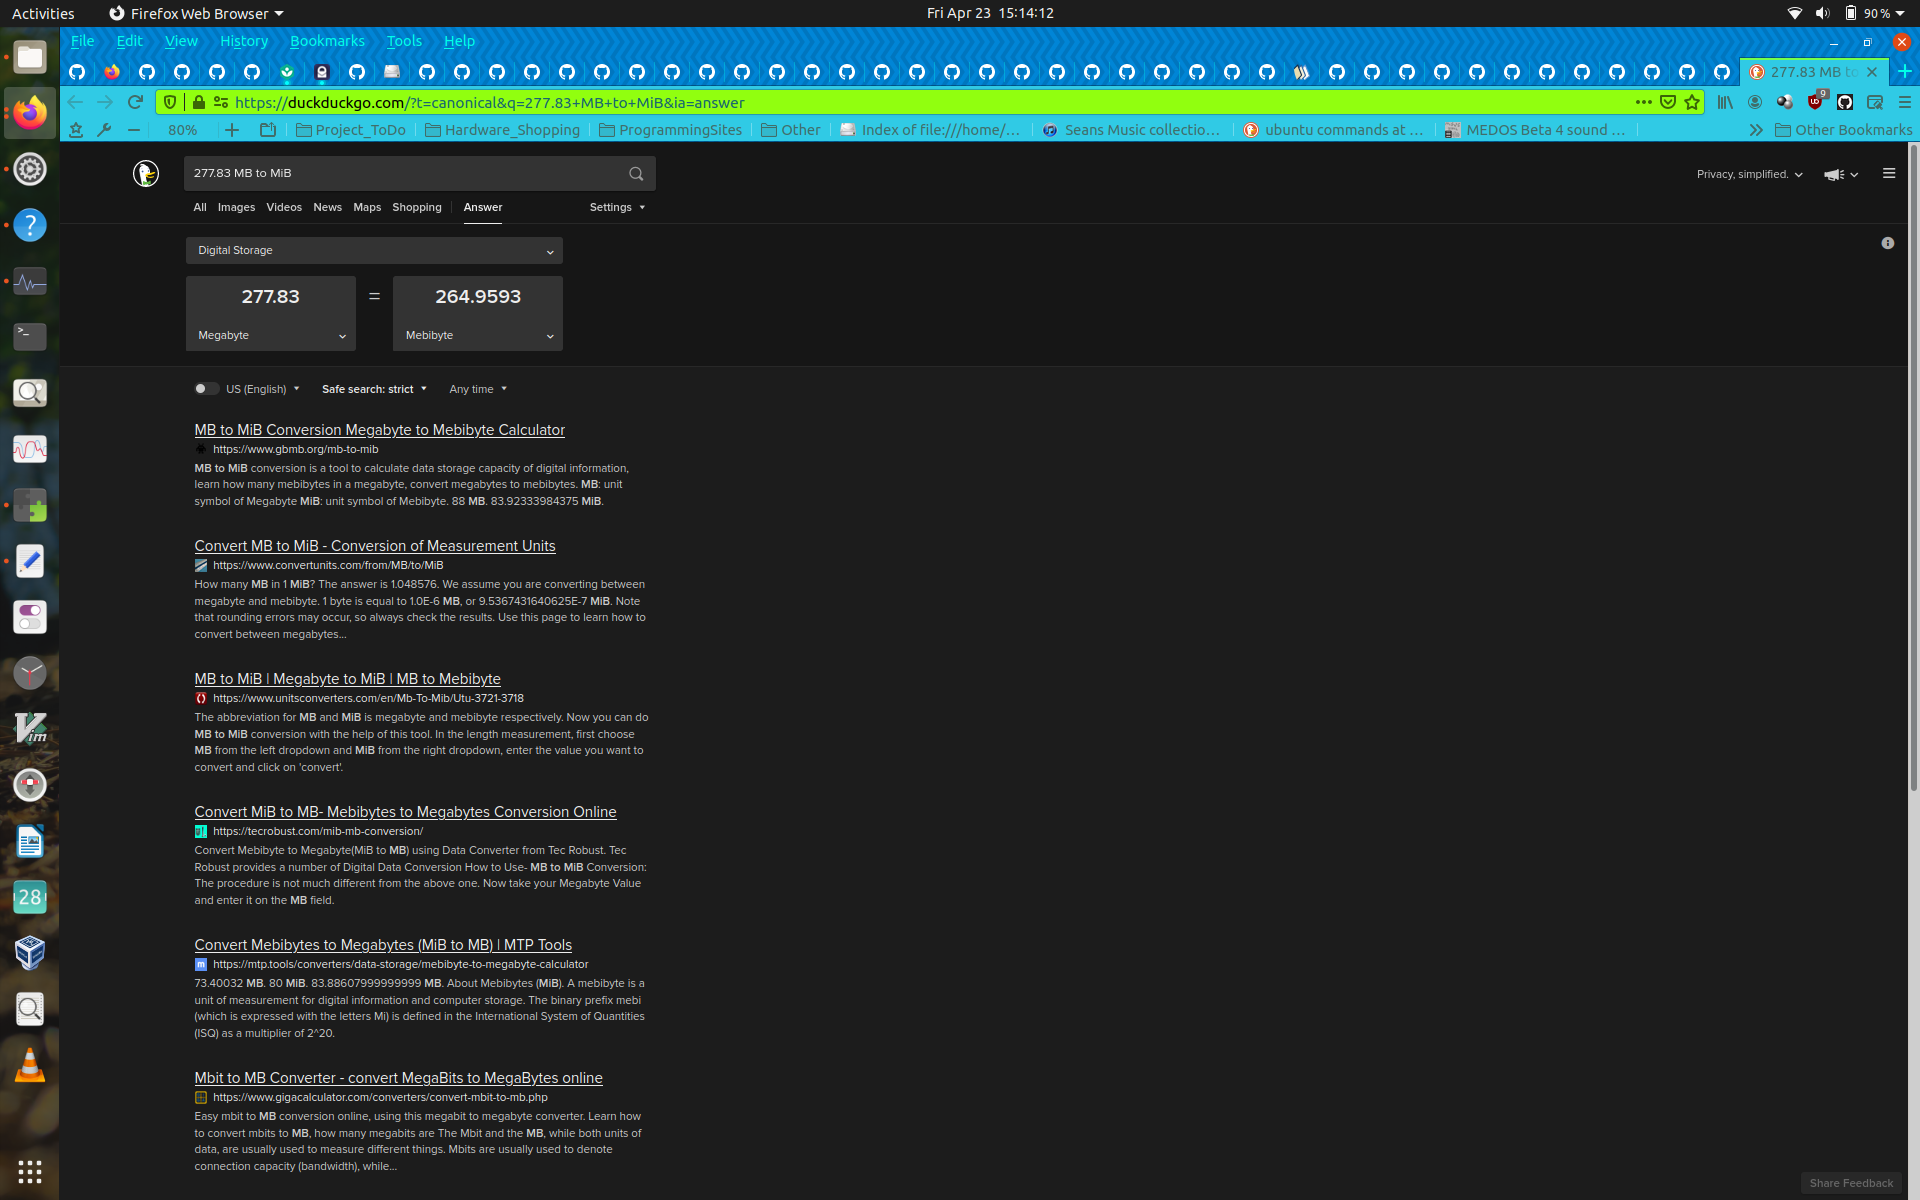 Activities
Firefox Web Browser
Fri Apr 23 15:14:12
90 %
File Edit View History Bookmarks Tools Help
277.83 MB to
https://duckduckgo.com/?t=canonical&q=277.83+MB+to+MiB&ia=answer
9
80%
Project_ToDo
Hardware_Shopping
ProgrammingSites
Other
Index of file:///home/...
Seans Music collectio...
ubuntu commands at ...
MEDOS Beta 4 sound ...
Other Bookmarks
277.83 MB to MiB
Privacy, simplified.
All Images Videos News Maps Shopping Answer Settings
Digital Storage
277.83 = 264.9593
Megabyte Mebibyte
US (English) Safe search: strict Any time
MB to MiB Conversion Megabyte to Mebibyte Calculator
https://www.gbmb.org/mb-to-mib
MB to MiB conversion is a tool to calculate data storage capacity of digital information,
learn how many mebibytes in a megabyte, convert megabytes to mebibytes. MB: unit
symbol of Megabyte MiB: unit symbol of Mebibyte. 88 MB. 83.92333984375 MiB.
Convert MB to MiB - Conversion of Measurement Units
https://www.convertunits.com/from/MB/to/MiB
How many MB in 1 MiB? The answer is 1.048576. We assume you are converting between
megabyte and mebibyte. 1 byte is equal to 1.0E-6 MB, or 9.5367431640625E-7 MiB. Note
that rounding errors may occur, so always check the results. Use this page to learn how to
convert between megabytes...
MB to MiB | Megabyte to MiB | MB to Mebibyte
https://www.unitsconverters.com/en/Mb-To-Mib/Utu-3721-3718
The abbreviation for MB and MiB is megabyte and mebibyte respectively. Now you can do
MB to MiB conversion with the help of this tool. In the length measurement, first choose
MB from the left dropdown and MiB from the right dropdown, enter the value you want to
convert and click on 'convert'.
Convert MiB to MB- Mebibytes to Megabytes Conversion Online
https://tecrobust.com/mib-mb-conversion/
Convert Mebibyte to Megabyte(MiB to MB) using Data Converter from Tec Robust. Tec
Robust provides a number of Digital Data Conversion How to Use- MB to MiB Conversion:
The procedure is not much different from the above one. Now take your Megabyte Value
and enter it on the MB field.
28
Convert Mebibytes to Megabytes (MiB to MB) | MTP Tools
https://mtp.tools/converters/data-storage/mebibyte-to-megabyte-calculator
73.40032 MB. 80 MiB. 83.88607999999999 MB. About Mebibytes (MiB). A mebibyte is a
unit of measurement for digital information and computer storage. The binary prefix mebi
(which is expressed with the letters Mi) is defined in the International System of Quantities
(ISQ) as a multiplier of 2^20.
Mbit to MB Converter - convert MegaBits to MegaBytes online
https://www.gigacalculator.com/converters/convert-mbit-to-mb.php
Easy mbit to MB conversion online, using this megabit to megabyte converter. Learn how
to convert mbits to MB, how many megabits are The Mbit and the MB, while both units of
data, are usually used to measure different things. Mbits are usually used to denote
connection capacity (bandwidth), while...
Share Feedback